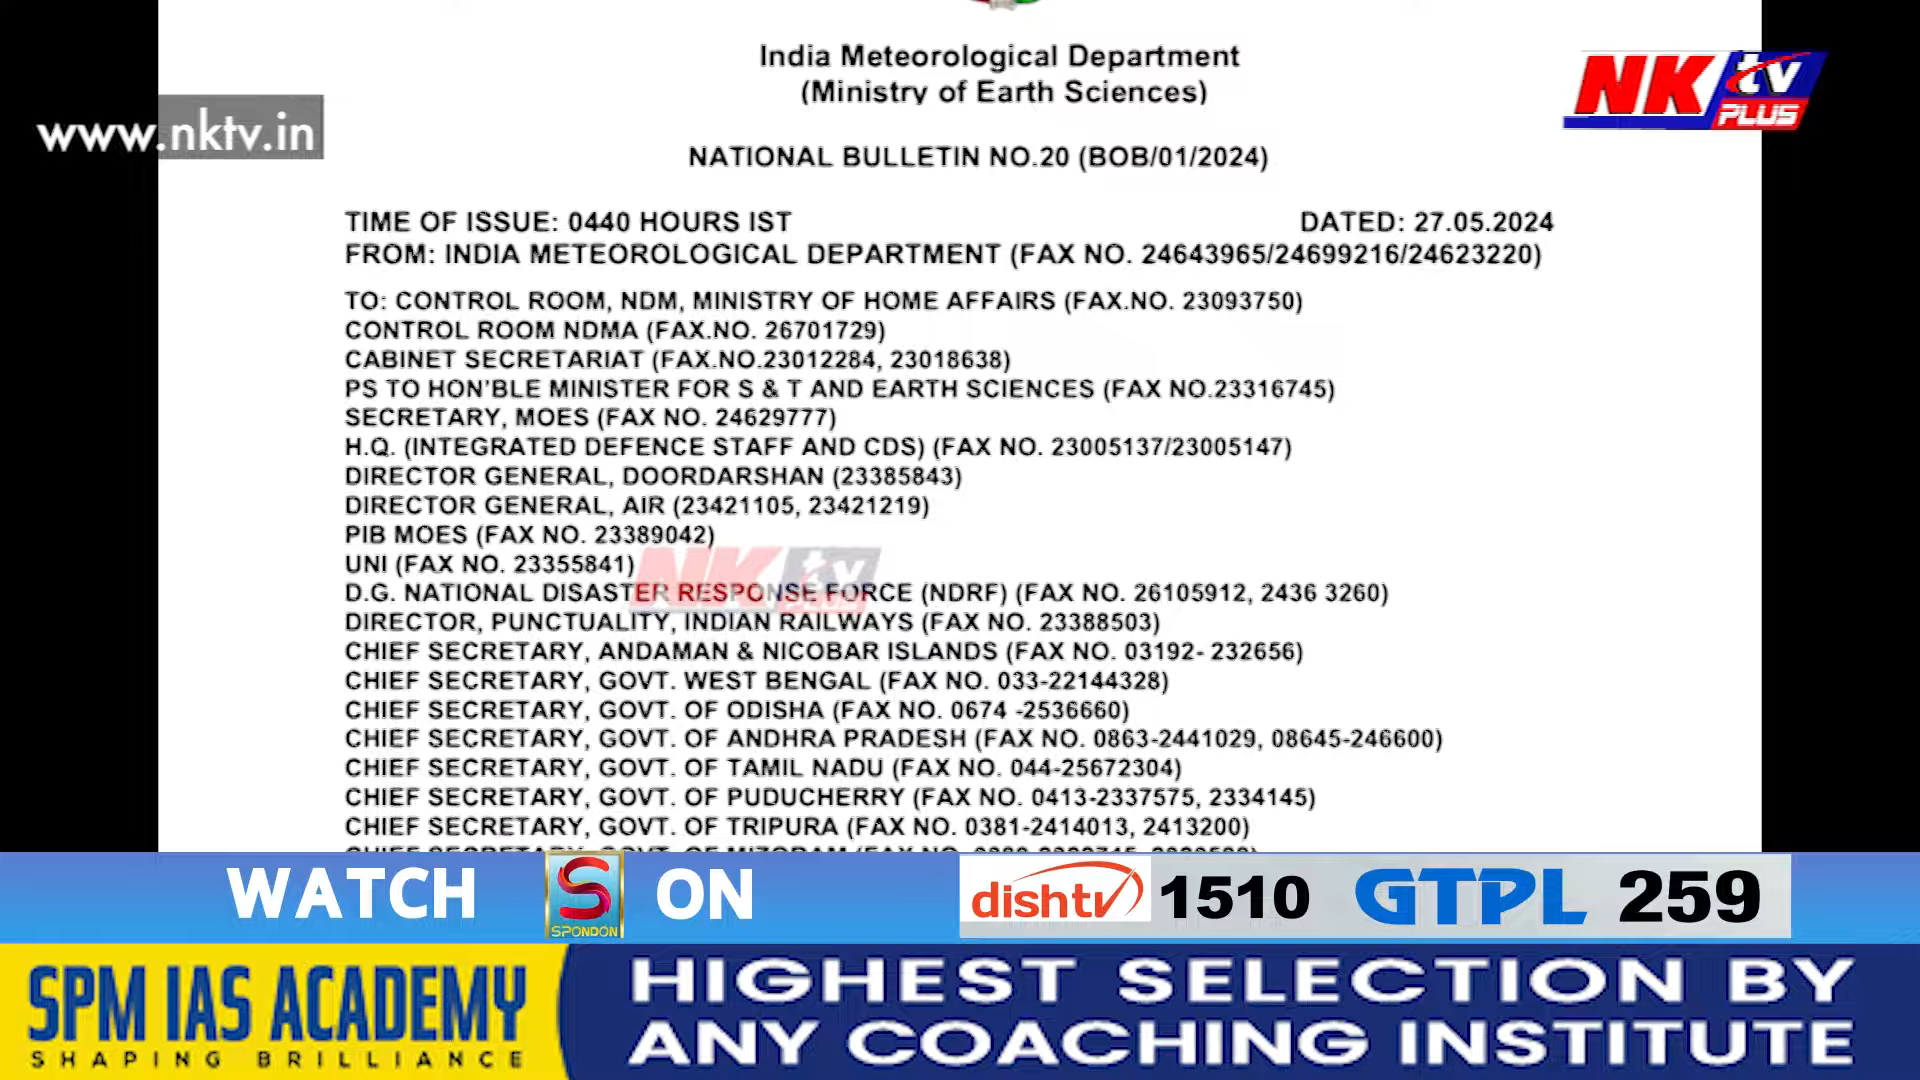 India Meteorological Department
(Ministry of Earth Sciences)
NK tv PLUS
www.nktv.in
NATIONAL BULLETIN NO.20 (BOB/01/2024)
TIME OF ISSUE: 0440 HOURS IST DATED: 27.05.2024
FROM: INDIA METEOROLOGICAL DEPARTMENT (FAX NO. 24643965/24699216/24623220)
TO: CONTROL ROOM, NDM, MINISTRY OF HOME AFFAIRS (FAX.NO. 23093750)
CONTROL ROOM NDMA (FAX.NO. 26701729)
CABINET SECRETARIAT (FAX.NO.23012284, 23018638)
PS TO HON'BLE MINISTER FOR S & T AND EARTH SCIENCES (FAX NO.23316745)
SECRETARY, MOES (FAX NO. 24629777)
H.Q. (INTEGRATED DEFENCE STAFF AND CDS) (FAX NO. 23005137/23005147)
DIRECTOR GENERAL, DOORDARSHAN (23385843)
DIRECTOR GENERAL, AIR (23421105, 23421219)
PIB MOES (FAX NO. 23389042)
UNI (FAX NO. 23355841)
NK tv PLUS
D.G. NATIONAL DISASTER RESPONSE FORCE (NDRF) (FAX NO. 26105912, 2436 3260)
DIRECTOR, PUNCTUALITY, INDIAN RAILWAYS (FAX NO. 23388503)
CHIEF SECRETARY, ANDAMAN & NICOBAR ISLANDS (FAX NO. 03192- 232656)
CHIEF SECRETARY, GOVT. WEST BENGAL (FAX NO. 033-22144328)
CHIEF SECRETARY, GOVT. OF ODISHA (FAX NO. 0674 -2536660)
CHIEF SECRETARY, GOVT. OF ANDHRA PRADESH (FAX NO. 0863-2441029, 08645-246600)
CHIEF SECRETARY, GOVT. OF TAMIL NADU (FAX NO. 044-25672304)
CHIEF SECRETARY, GOVT. OF PUDUCHERRY (FAX NO. 0413-2337575, 2334145)
CHIEF SECRETARY, GOVT. OF TRIPURA (FAX NO. 0381-2414013, 2413200)
CHIEF SECRETARY, GOVT. OF MIZORAM (FAX NO.
WATCH S SPONDON ON dishtv 1510 GTPL 259
SPM IAS ACADEMY
SHAPING BRILLIANCE
HIGHEST SELECTION BY
ANY COACHING INSTITUTE